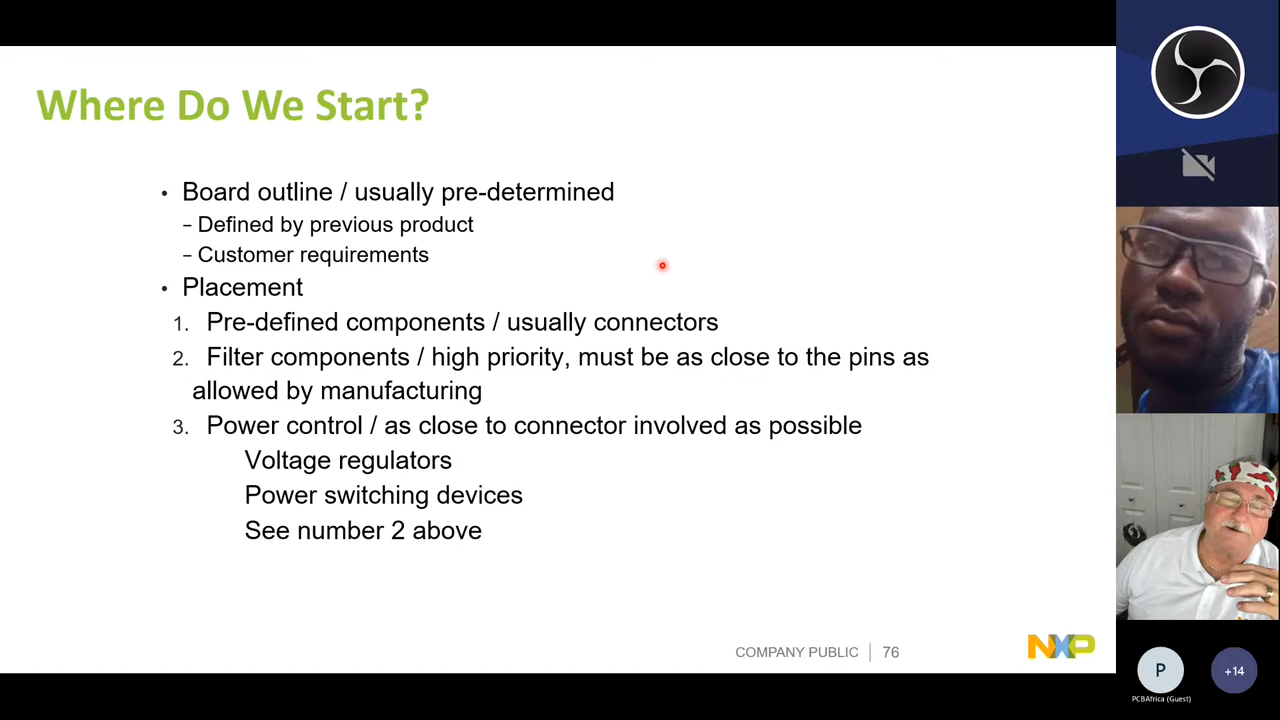 Where Do We Start?
• Board outline / usually pre-determined
– Defined by previous product
– Customer requirements
• Placement
1. Pre-defined components / usually connectors
2. Filter components / high priority, must be as close to the pins as
allowed by manufacturing
3. Power control / as close to connector involved as possible
Voltage regulators
Power switching devices
See number 2 above
COMPANY PUBLIC | 76
NXP
P
+14
PCBAfrica (Guest)